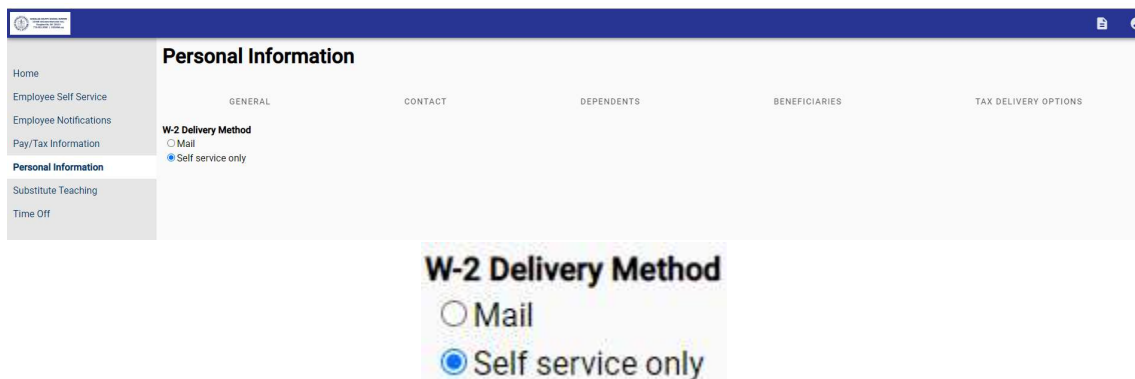 Personal Information
Home
Employee Self Service
Employee Notifications
Pay/Tax Information
Personal Information
Substitute Teaching
Time Off
GENERAL CONTACT DEPENDENTS BENEFICIARIES TAX DELIVERY OPTIONS
W-2 Delivery Method
Mail
Self service only
W-2 Delivery Method
Mail
Self service only